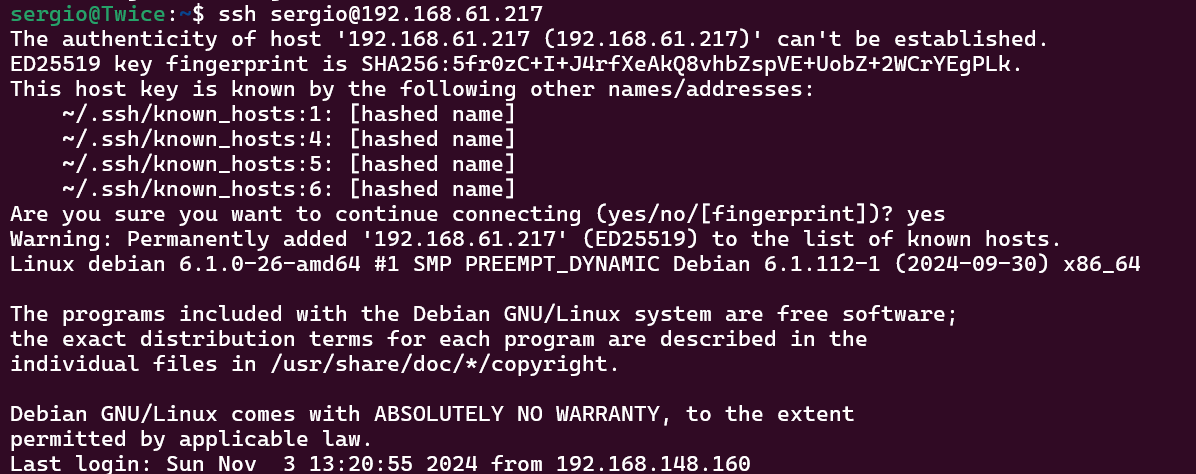 sergio@Twice:~$ ssh sergio@192.168.61.217
The authenticity of host '192.168.61.217 (192.168.61.217)' can't be established.
ED25519 key fingerprint is SHA256:5fr0zC+I+J4rfXeAkQ8vhbZspVE+UobZ+2WCrYEgPLk.
This host key is known by the following other names/addresses:
    ~/.ssh/known_hosts:1: [hashed name]
    ~/.ssh/known_hosts:4: [hashed name]
    ~/.ssh/known_hosts:5: [hashed name]
    ~/.ssh/known_hosts:6: [hashed name]
Are you sure you want to continue connecting (yes/no/[fingerprint])? yes
Warning: Permanently added '192.168.61.217' (ED25519) to the list of known hosts.
Linux debian 6.1.0-26-amd64 #1 SMP PREEMPT_DYNAMIC Debian 6.1.112-1 (2024-09-30) x86_64

The programs included with the Debian GNU/Linux system are free software;
the exact distribution terms for each program are described in the
individual files in /usr/share/doc/*/copyright.

Debian GNU/Linux comes with ABSOLUTELY NO WARRANTY, to the extent
permitted by applicable law.
Last login: Sun Nov  3 13:20:55 2024 from 192.168.148.160